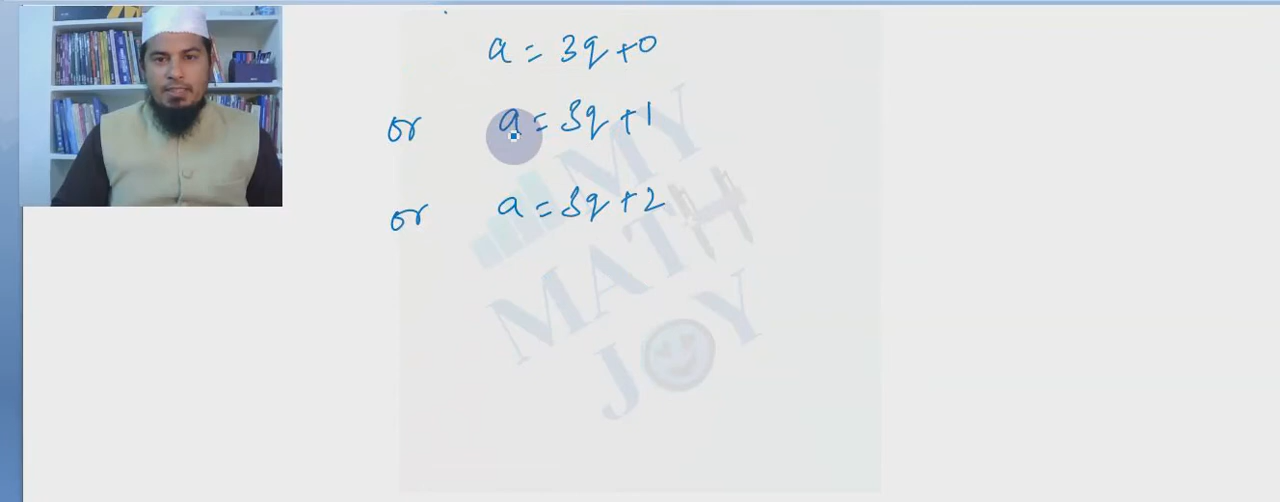 a = 3q + 0
or a = 3q + 1
or a = 3q + 2
MY
MATH
JOY